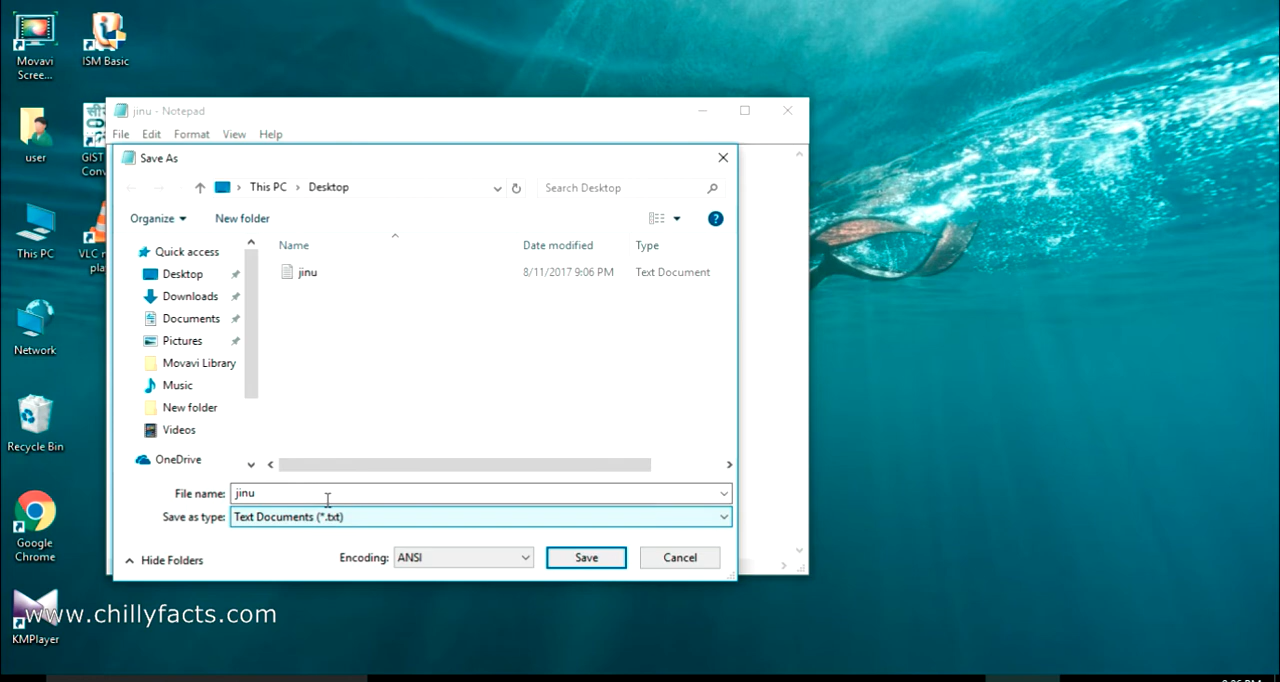 Movavi
Scree...
ISM Basic
user
सी
GIST
Conv
This PC
VLC m
pla
Network
Recycle Bin
Google
Chrome
KMPlayer
jinu - Notepad
File Edit Format View Help
Save As
This PC > Desktop
Search Desktop
Organize
New folder
Name
Date modified
Type
jinu
8/11/2017 9:06 PM
Text Document
Quick access
Desktop
Downloads
Documents
Pictures
Movavi Library
Music
New folder
Videos
OneDrive
File name: jinu
Save as type: Text Documents (*.txt)
Hide Folders
Encoding: ANSI
Save
Cancel
www.chillyfacts.com